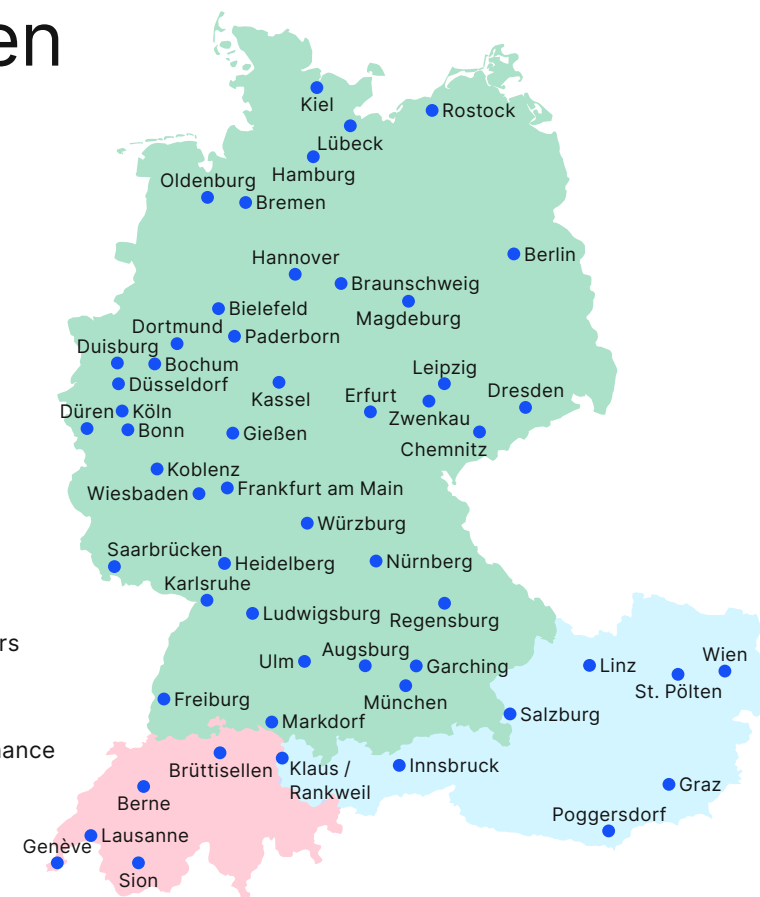 en
Kiel
Rostock
Lübeck
Hamburg
Oldenburg
Bremen
Berlin
Hannover
Braunschweig
Magdeburg
Bielefeld
Dortmund
Paderborn
Duisburg
Bochum
Düsseldorf
Leipzig
Kassel
Erfurt
Dresden
Zwenkau
Düren
Köln
Bonn
Gießen
Chemnitz
Koblenz
Wiesbaden
Frankfurt am Main
Würzburg
Saarbrücken
Heidelberg
Nürnberg
Karlsruhe
Ludwigsburg
Regensburg
rs
Ulm
Augsburg
Garching
Linz
Wien
St. Pölten
München
Freiburg
Markdorf
Salzburg
nance
Brüttisellen
Klaus /
Rankweil
Innsbruck
Berne
Graz
Poggersdorf
Lausanne
Genève
Sion